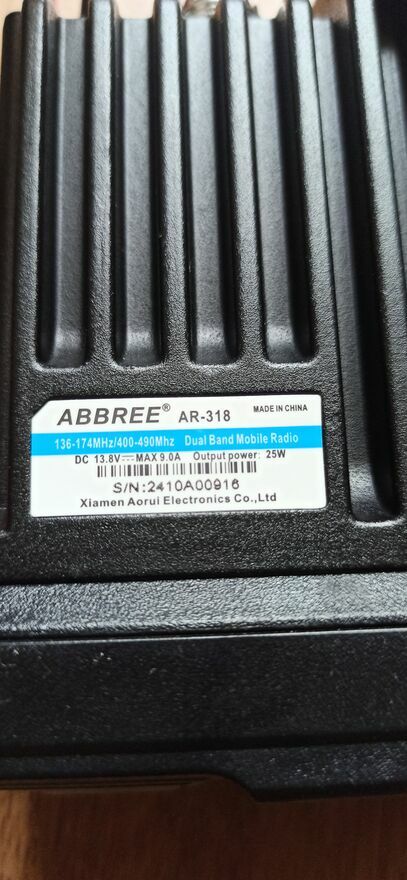 ABBREE® AR-318 MADE IN CHINA
136-174MHz/400-490Mhz Dual Band Mobile Radio
DC 13.8V⎓MAX 9.0A Output power: 25W
S/N:2410A00916
Xiamen Aorui Electronics Co.,Ltd